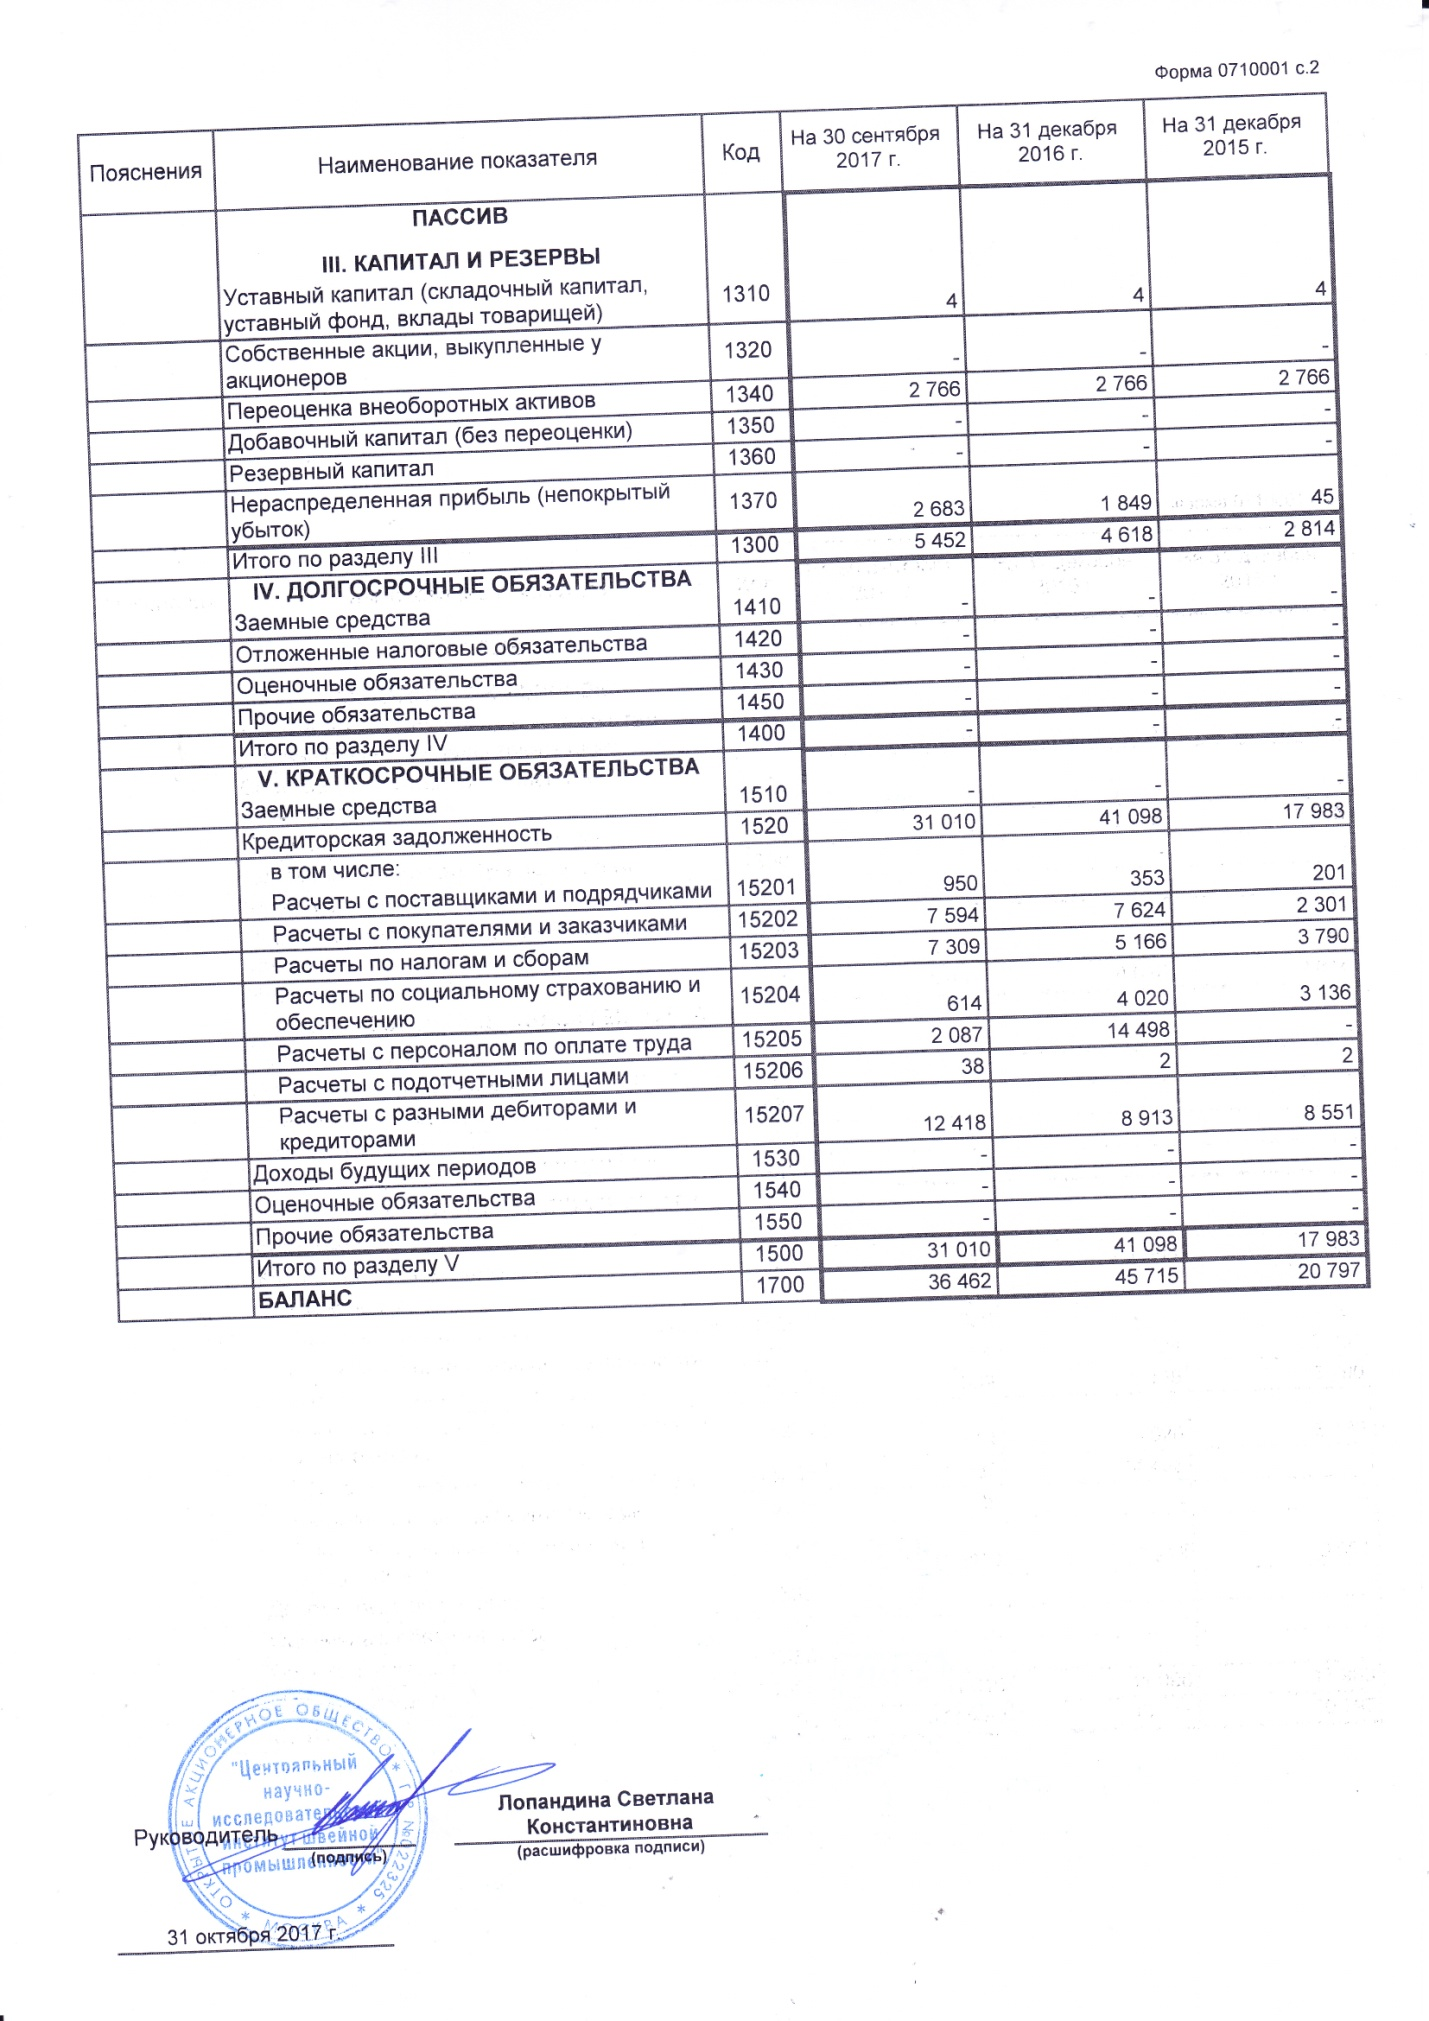 Форма 0710001 с.2
Пояснения Наименование показателя Код На 30 сентября 2017 г. На 31 декабря 2016 г. На 31 декабря 2015 г.
ПАССИВ
III. КАПИТАЛ И РЕЗЕРВЫ
Уставный капитал (складочный капитал,
уставный фонд, вклады товарищей) 1310 4 4 4
Собственные акции, выкупленные у
акционеров 1320 - - -
Переоценка внеоборотных активов 1340 2 766 2 766 2 766
Добавочный капитал (без переоценки) 1350 - - -
Резервный капитал 1360 - - -
Нераспределенная прибыль (непокрытый
убыток) 1370 2 683 1 849 45
Итого по разделу III 1300 5 452 4 618 2 814
IV. ДОЛГОСРОЧНЫЕ ОБЯЗАТЕЛЬСТВА
Заемные средства 1410 - - -
Отложенные налоговые обязательства 1420 - - -
Оценочные обязательства 1430 - - -
Прочие обязательства 1450 - - -
Итого по разделу IV 1400 - - -
V. КРАТКОСРОЧНЫЕ ОБЯЗАТЕЛЬСТВА
Заемные средства 1510 - - -
Кредиторская задолженность 1520 31 010 41 098 17 983
в том числе:
Расчеты с поставщиками и подрядчиками 15201 950 353 201
Расчеты с покупателями и заказчиками 15202 7 594 7 624 2 301
Расчеты по налогам и сборам 15203 7 309 5 166 3 790
Расчеты по социальному страхованию и
обеспечению 15204 614 4 020 3 136
Расчеты с персоналом по оплате труда 15205 2 087 14 498 -
Расчеты с подотчетными лицами 15206 38 2 2
Расчеты с разными дебиторами и
кредиторами 15207 12 418 8 913 8 551
Доходы будущих периодов 1530 - - -
Оценочные обязательства 1540 - - -
Прочие обязательства 1550 - - -
Итого по разделу V 1500 31 010 41 098 17 983
БАЛАНС 1700 36 462 45 715 20 797
ОТКРЫТОЕ АКЦИОНЕРНОЕ ОБЩЕСТВО * Г.Р. №022325 * МОСКВА *
"Центральный
научно-
исследователь
институт швейной
промышленности"
Руководитель
(подпись)
Лопандина Светлана
Константиновна
(расшифровка подписи)
31 октября 2017 г.